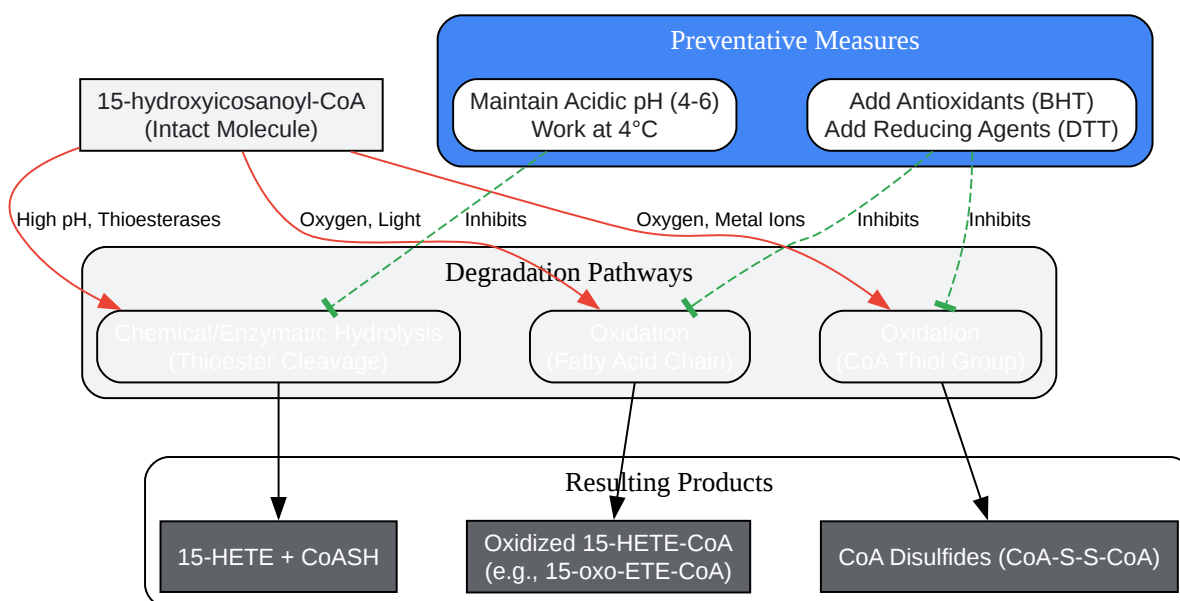 Preventative Measures
15-hydroxyicosanoyl-CoA
(Intact Molecule)
Maintain Acidic pH (4-6)
Work at 4°C
Add Antioxidants (BHT)
Add Reducing Agents (DTT)
High pH, Thioesterases
Oxygen, Light
Inhibits
Oxygen, Metal Ions
Inhibits
Inhibits
Degradation Pathways
Chemical/Enzymatic Hydrolysis
(Thioester Cleavage)
Oxidation
(Fatty Acid Chain)
Oxidation
(CoA Thiol Group)
Resulting Products
15-HETE + CoASH
Oxidized 15-HETE-CoA
(e.g., 15-oxo-ETE-CoA)
CoA Disulfides (CoA-S-S-CoA)